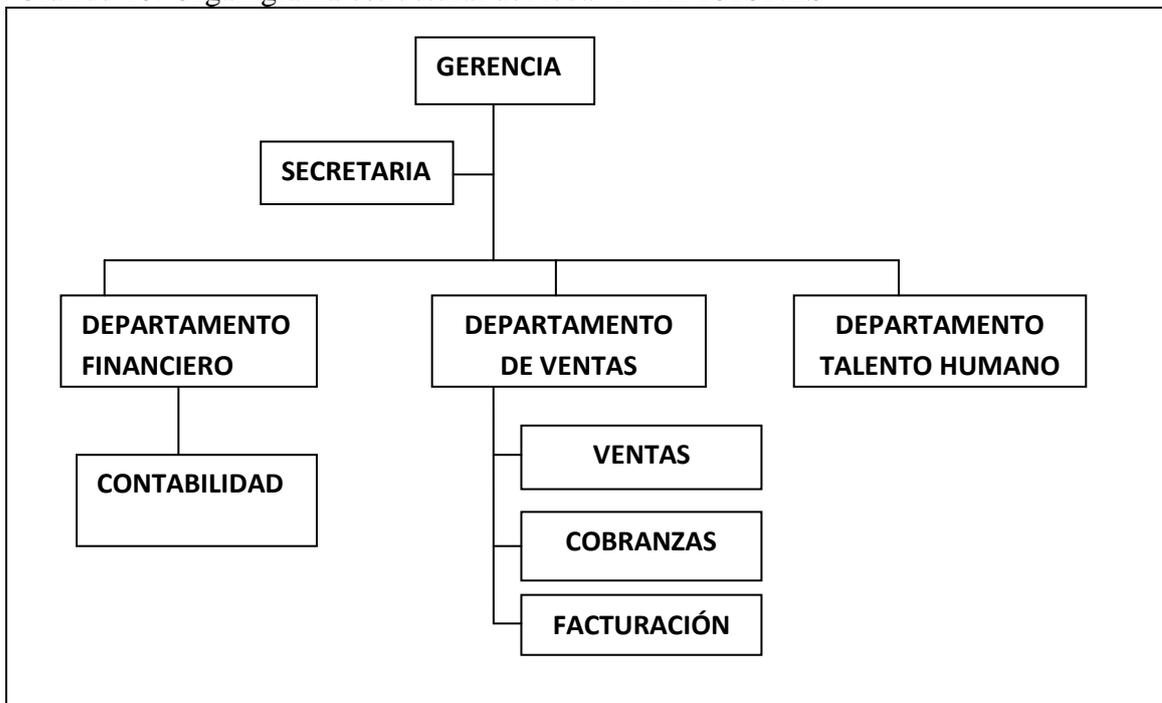 GERENCIA
SECRETARIA
DEPARTAMENTO
FINANCIERO
DEPARTAMENTO
DE VENTAS
DEPARTAMENTO
TALENTO HUMANO
CONTABILIDAD
VENTAS
COBRANZAS
FACTURACIÓN